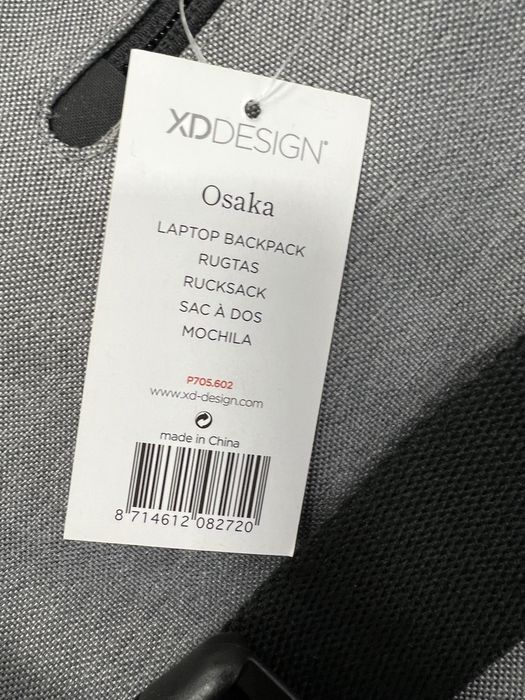 XDDESIGN®
Osaka
LAPTOP BACKPACK
RUGTAS
RUCKSACK
SAC À DOS
MOCHILA
P705.602
www.xd-design.com
made in China
8 714612 082720